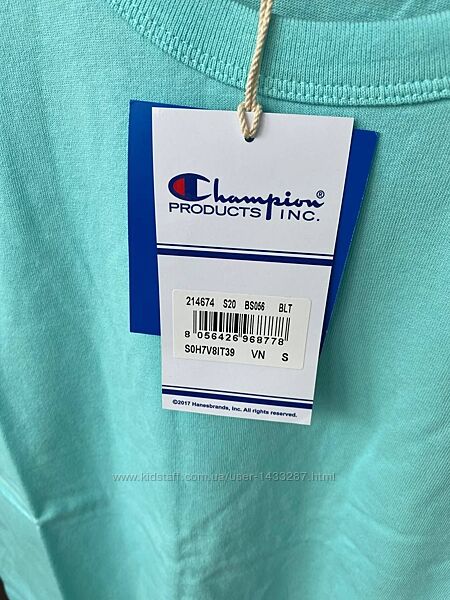 Champion®
PRODUCTS INC.
214674 S20 BS056 BLT
8 056426 968778
S0H7V8IT39 VN S
©2017 Hanesbrands, Inc. All rights reserved.
www.kidstaff.com.ua/user-1433287.html